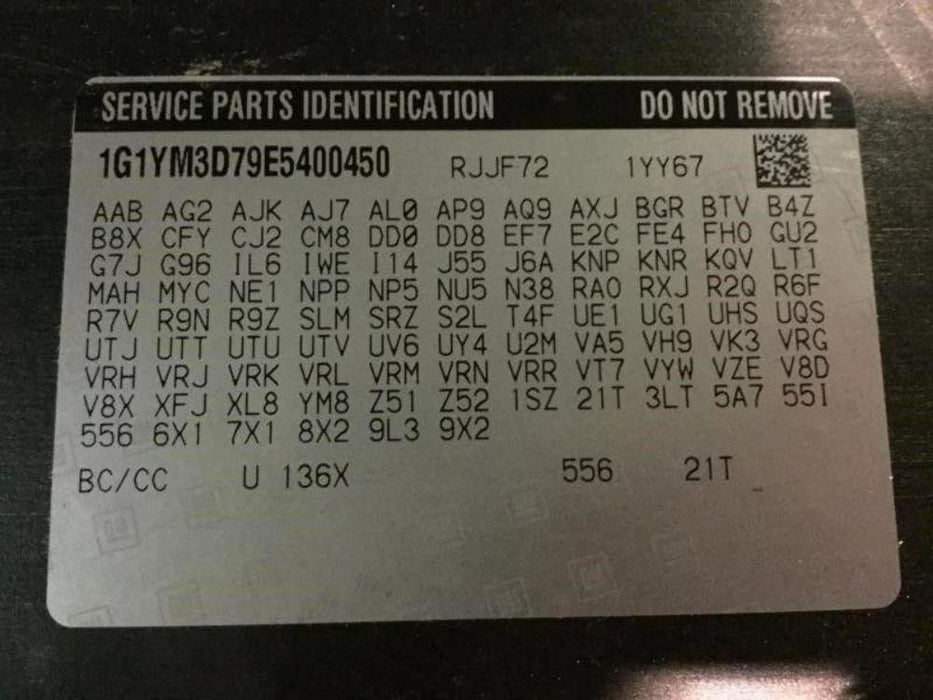 SERVICE PARTS IDENTIFICATION DO NOT REMOVE
1G1YM3D79E5400450 RJJF72 1YY67
AAB AG2 AJK AJ7 AL0 AP9 AQ9 AXJ BGR BTV B4Z
B8X CFY CJ2 CM8 DD0 DD8 EF7 E2C FE4 FHO GU2
G7J G96 IL6 IWE I14 J55 J6A KNP KNR KQV LT1
MAH MYC NE1 NPP NP5 NU5 N38 RAO RXJ R2Q R6F
R7V R9N R9Z SLM SRZ S2L T4F UE1 UG1 UHS UQS
UTJ UTT UTU UTV UV6 UY4 U2M VA5 VH9 VK3 VRG
VRH VRJ VRK VRL VRM VRN VRR VT7 VYW VZE V8D
V8X XFJ XL8 YM8 Z51 Z52 1SZ 21T 3LT 5A7 55I
556 6X1 7X1 8X2 9L3 9X2
BC/CC U 136X 556 21T